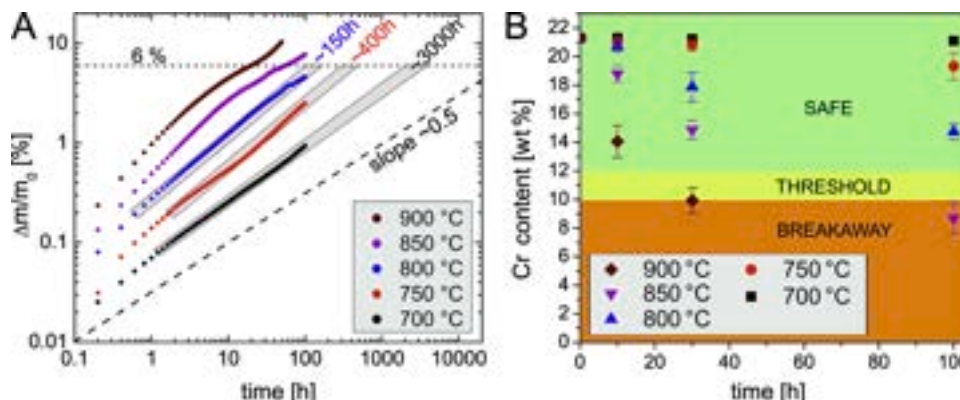 A
B
10
1
0.1
0.01
Δm/m₀ [%]
6 %
~150h
~400h
~3000h
slope ~0.5
900 °C
850 °C
800 °C
750 °C
700 °C
0.1 1 10 100 1000 10000
time [h]
22
20
18
16
14
12
10
8
6
4
2
0
Cr content [wt %]
SAFE
THRESHOLD
BREAKAWAY
900 °C 750 °C
850 °C 700 °C
800 °C
0 20 40 60 80 100
time [h]